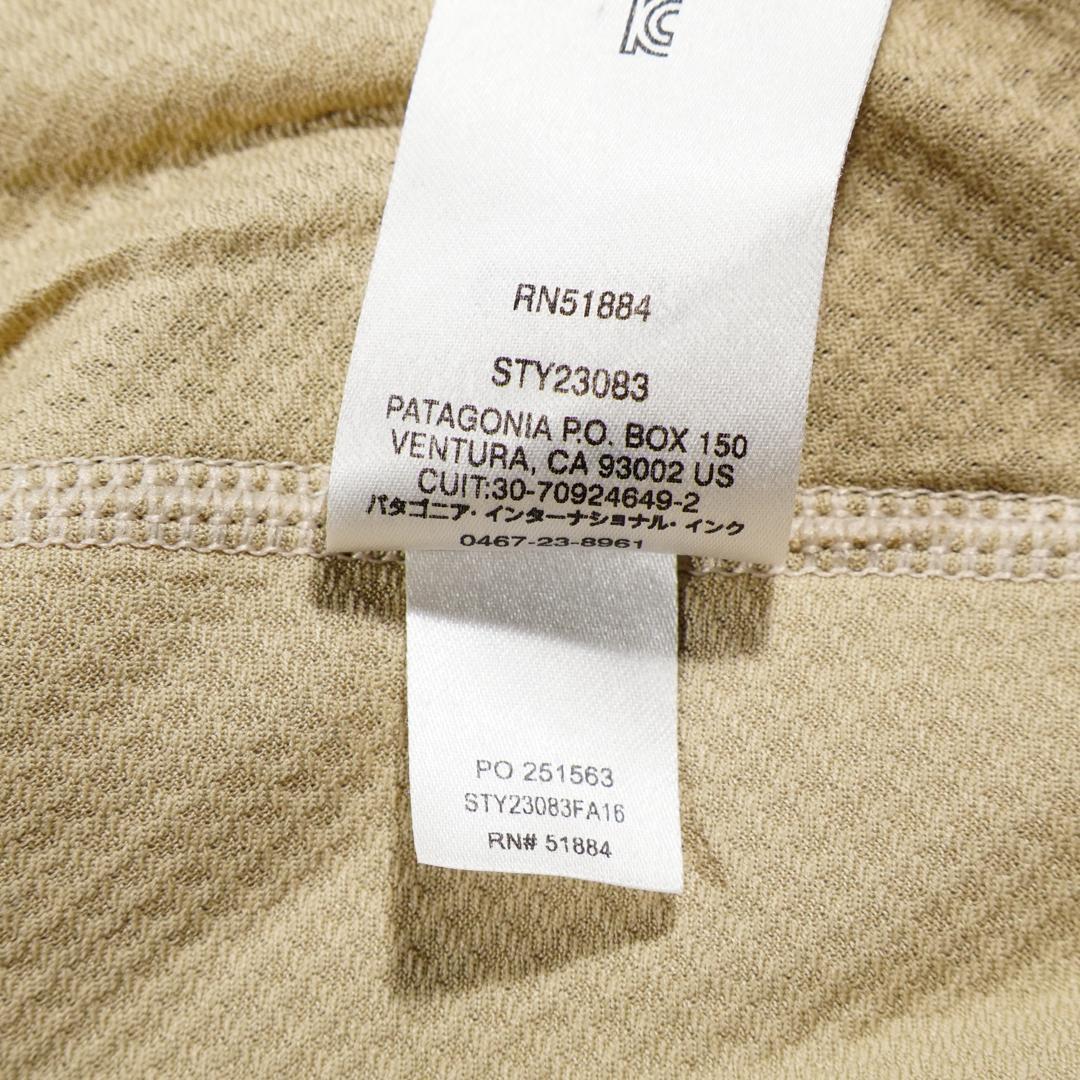 KC
RN51884
STY23083
PATAGONIA P.O. BOX 150
VENTURA, CA 93002 US
CUIT:30-70924649-2
パタゴニア・インターナショナル・インク
0467-23-8961
PO 251563
STY23083FA16
RN# 51884